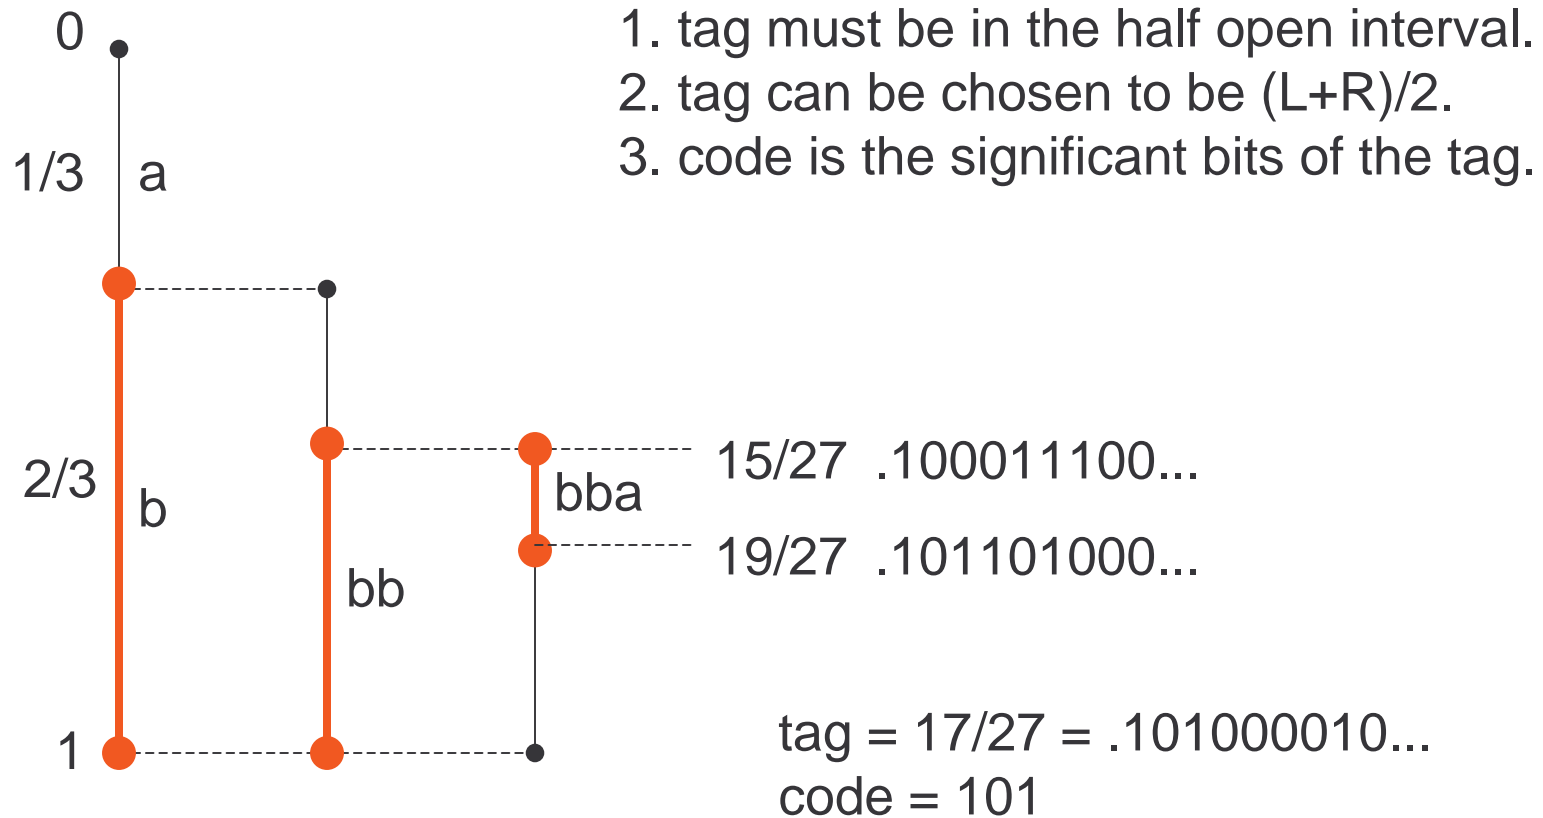 0
1. tag must be in the half open interval.
2. tag can be chosen to be (L+R)/2.
3. code is the significant bits of the tag.
1/3 a
15/27 .100011100...
bba
2/3
b
19/27 .101101000...
bb
1
tag = 17/27 = .101000010...
code = 101